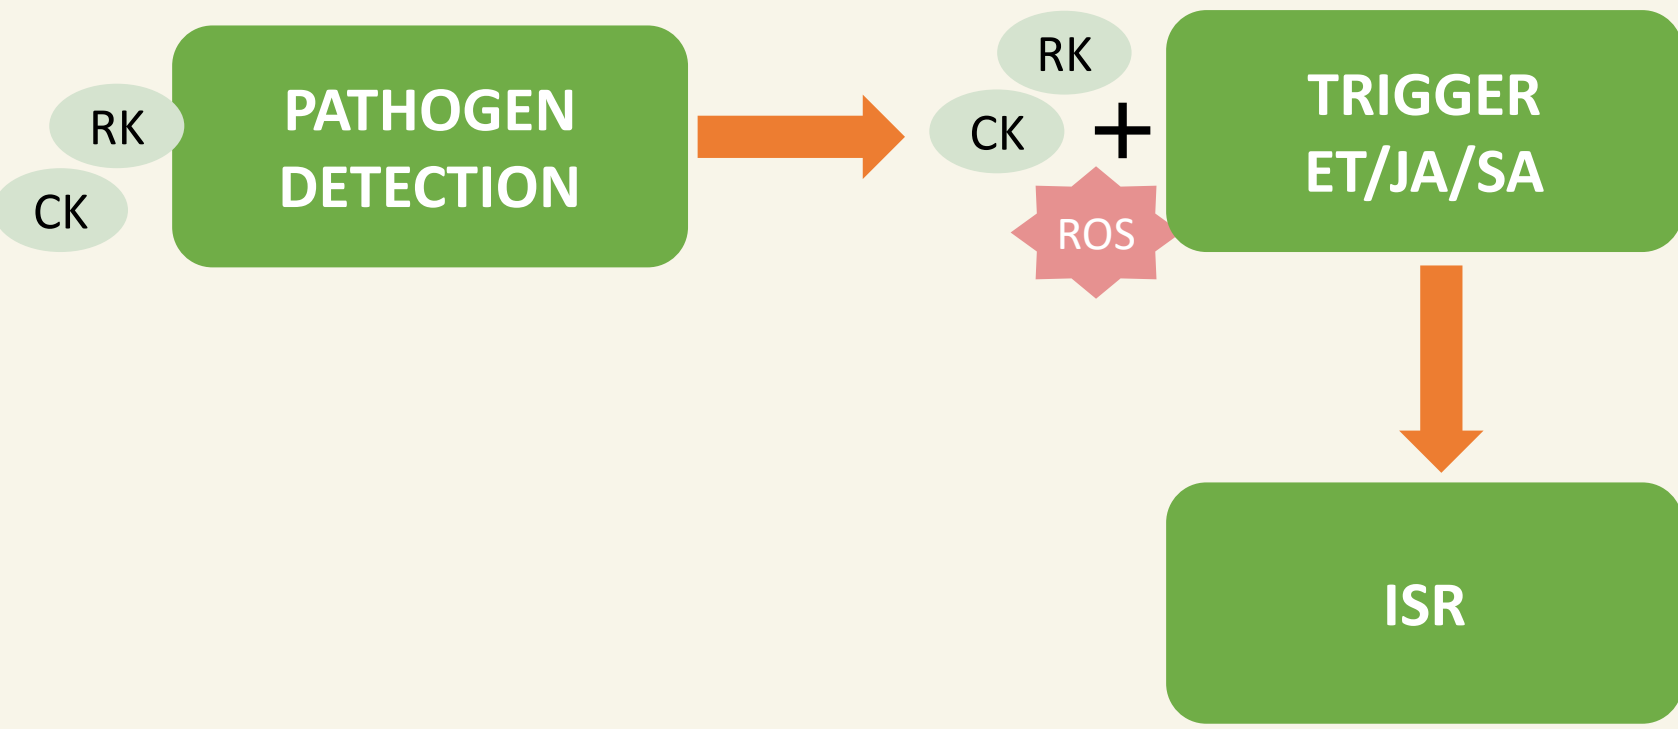 RK
CK
PATHOGEN
DETECTION
RK
CK
+
ROS
TRIGGER
ET/JA/SA
ISR